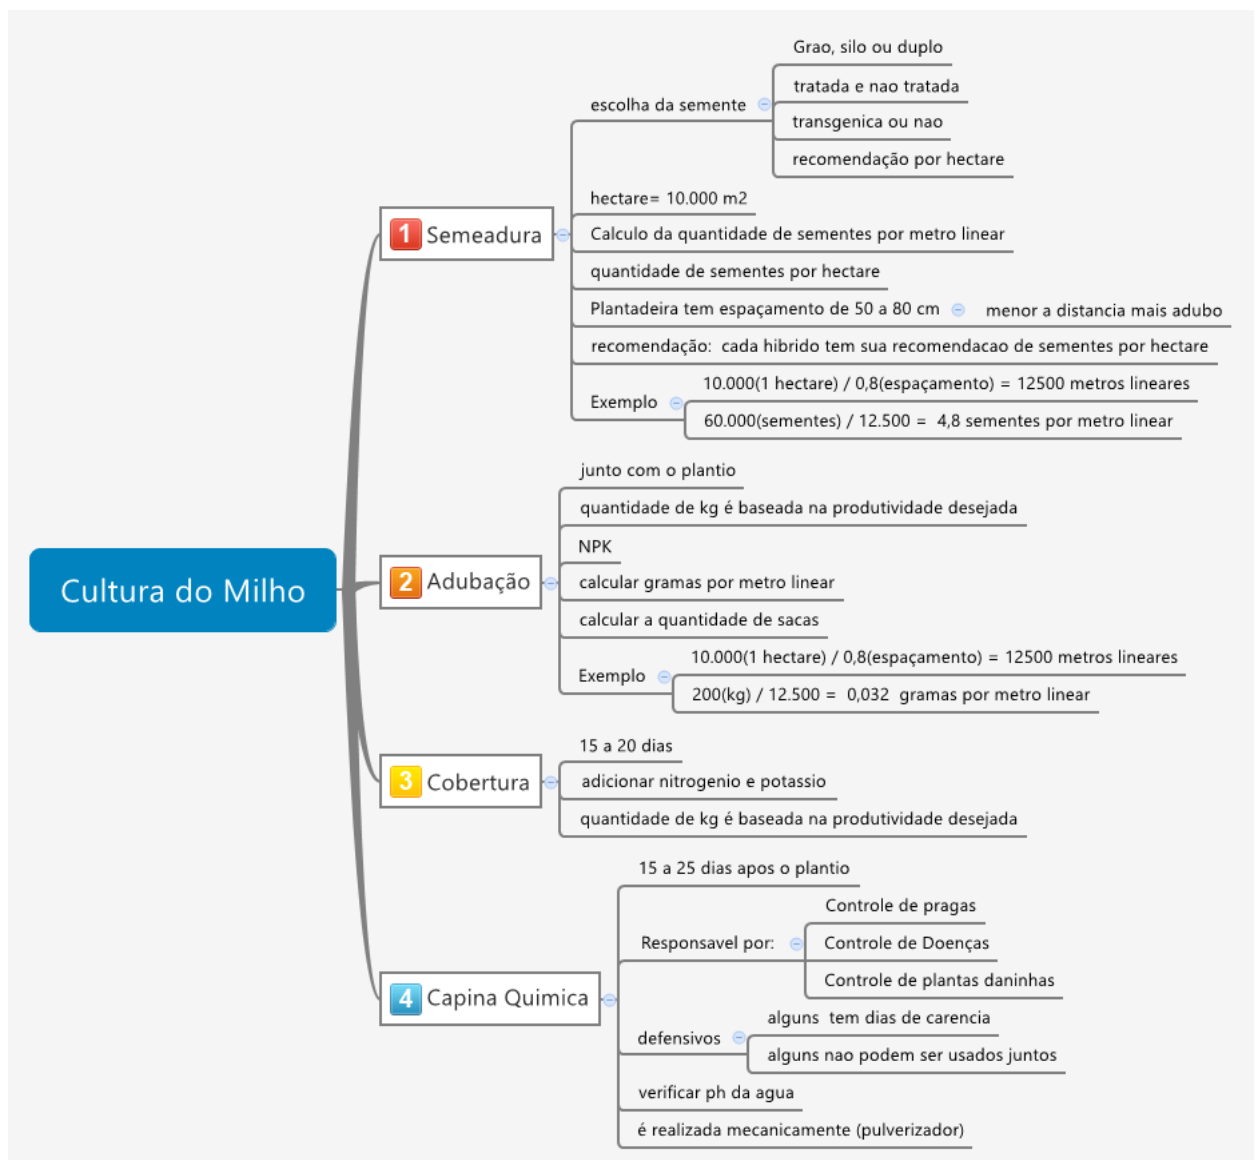 Cultura do Milho
1 Semeadura
escolha da semente
Grao, silo ou duplo
tratada e nao tratada
transgenica ou nao
recomendação por hectare
hectare= 10.000 m2
Calculo da quantidade de sementes por metro linear
quantidade de sementes por hectare
Plantadeira tem espaçamento de 50 a 80 cm
menor a distancia mais adubo
recomendação:  cada hibrido tem sua recomendacao de sementes por hectare
Exemplo
10.000(1 hectare) / 0,8(espaçamento) = 12500 metros lineares
60.000(sementes) / 12.500 =  4,8 sementes por metro linear
2 Adubação
junto com o plantio
quantidade de kg é baseada na produtividade desejada
NPK
calcular gramas por metro linear
calcular a quantidade de sacas
Exemplo
10.000(1 hectare) / 0,8(espaçamento) = 12500 metros lineares
200(kg) / 12.500 =  0,032  gramas por metro linear
3 Cobertura
15 a 20 dias
adicionar nitrogenio e potassio
quantidade de kg é baseada na produtividade desejada
4 Capina Quimica
15 a 25 dias apos o plantio
Responsavel por:
Controle de pragas
Controle de Doenças
Controle de plantas daninhas
defensivos
alguns  tem dias de carencia
alguns nao podem ser usados juntos
verificar ph da agua
é realizada mecanicamente (pulverizador)